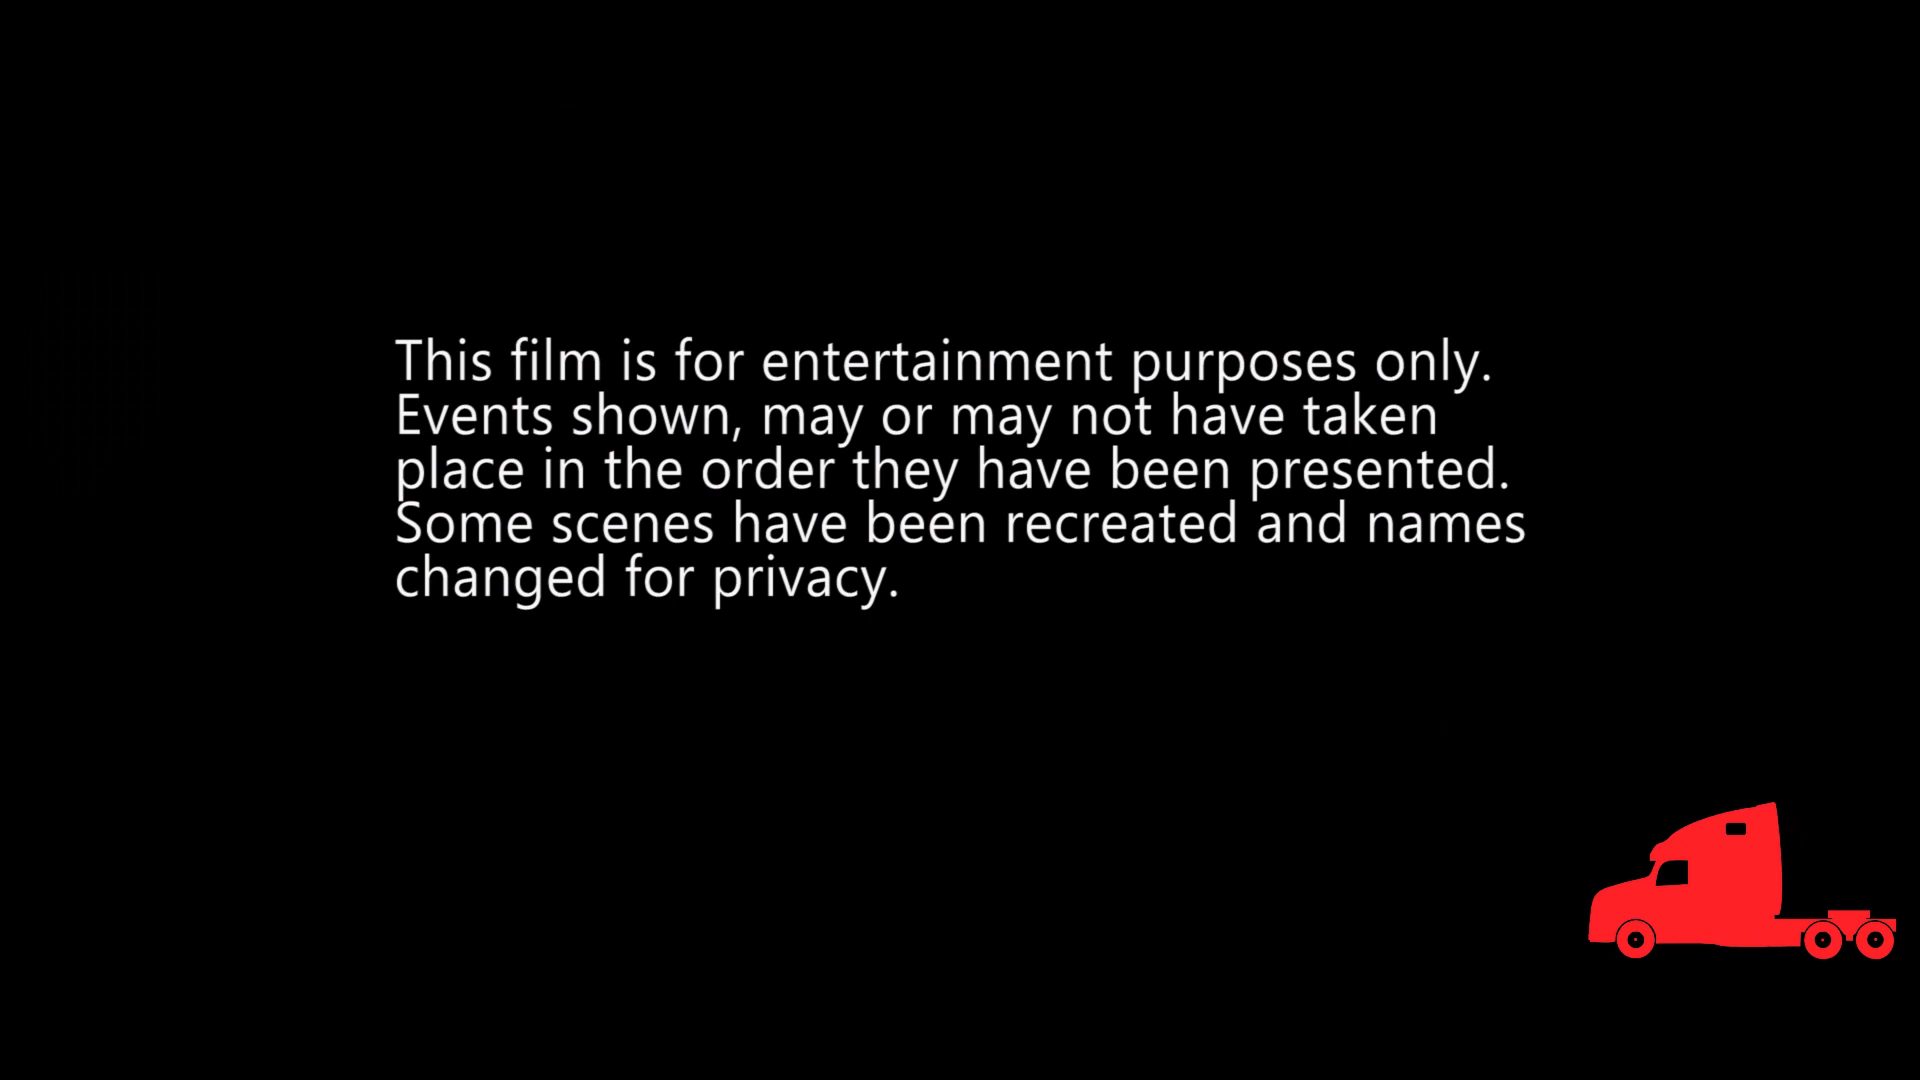 This film is for entertainment purposes only.
Events shown, may or may not have taken
place in the order they have been presented.
Some scenes have been recreated and names
changed for privacy.